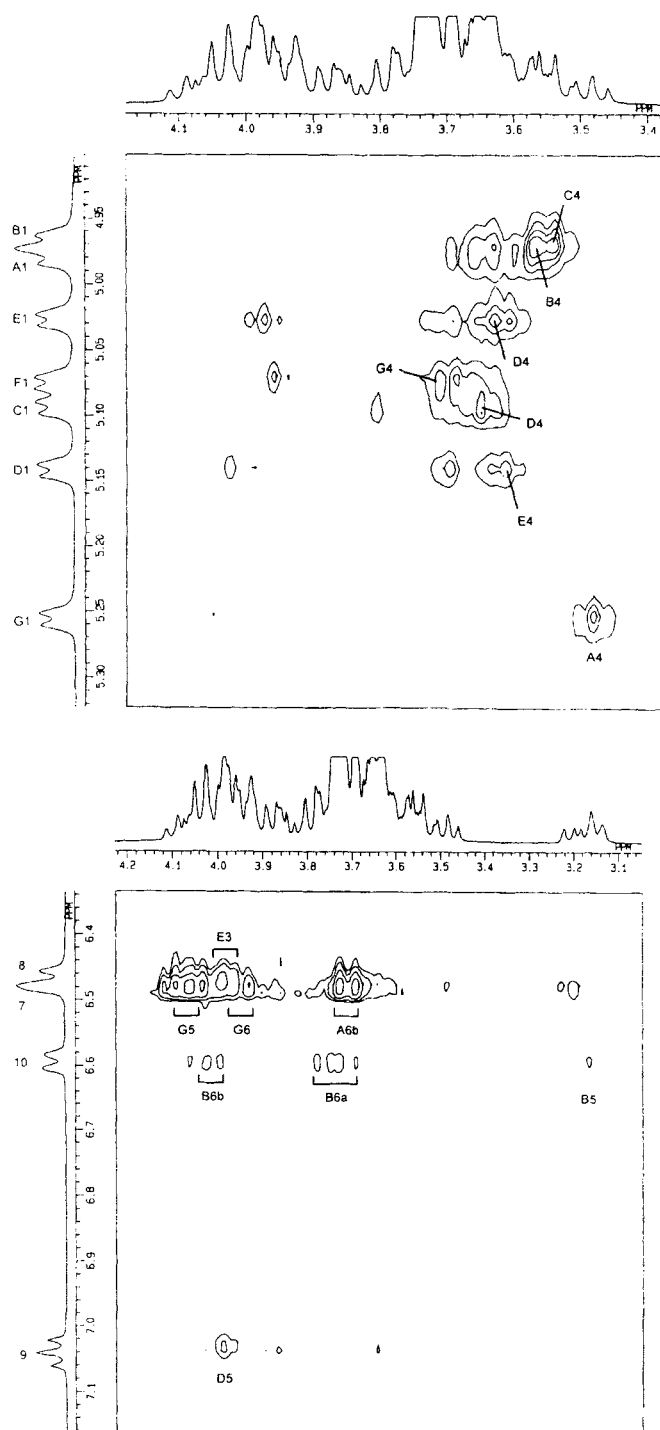 PPM
4.1 4.0 3.9 3.8 3.7 3.6 3.5 3.4
PPM
4.95
5.00
5.05
5.10
5.15
5.20
5.25
5.30
B1
A1
E1
F1
C1
D1
G1
C4
B4
D4
G4
D4
E4
A4
PPM
4.2 4.1 4.0 3.9 3.8 3.7 3.6 3.5 3.4 3.3 3.2 3.1
PPM
6.4
6.5
6.6
6.7
6.8
6.9
7.0
7.1
8
7
10
9
E3
G5 G6 A6b
B6b B6a B5
D5